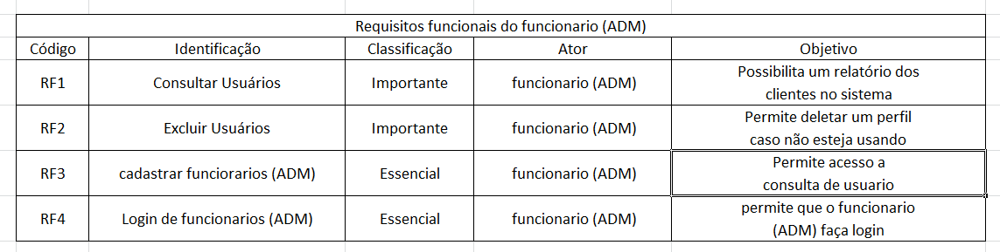 Requisitos funcionais do funcionario (ADM)
Código Identificação Classificação Ator Objetivo
RF1 Consultar Usuários Importante funcionario (ADM) Possibilita um relatório dos
clientes no sistema
RF2 Excluir Usuários Importante funcionario (ADM) Permite deletar um perfil
caso não esteja usando
RF3 cadastrar funciorarios (ADM) Essencial funcionario (ADM) Permite acesso a
consulta de usuario
RF4 Login de funcionarios (ADM) Essencial funcionario (ADM) permite que o funcionario
(ADM) faça login